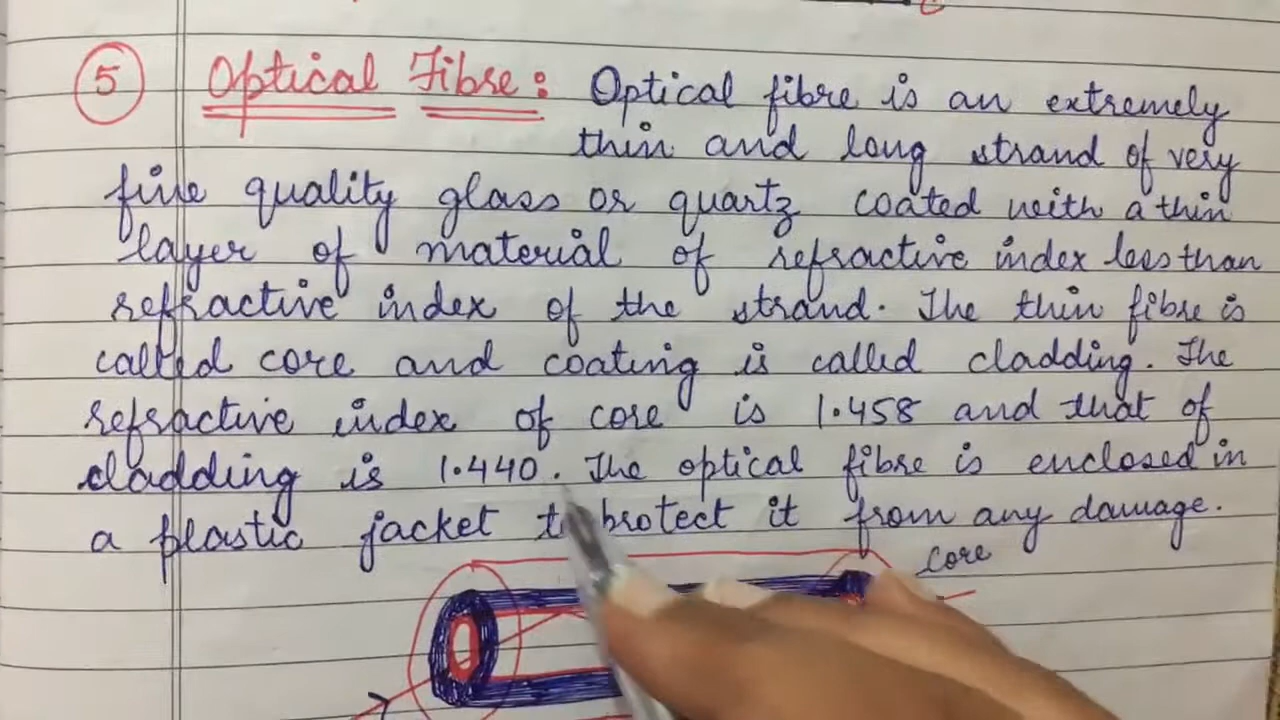 5 Optical Fibre: Optical fibre is an extremely
thin and long strand of very
fine quality glass or quartz coated with a thin
layer of material of refractive index less than
refractive index of the strand. The thin fibre is
called core and coating is called cladding. The
refractive index of core is 1.458 and that of
cladding is 1.440. The optical fibre is enclosed in
a plastic jacket to protect it from any damage.
core